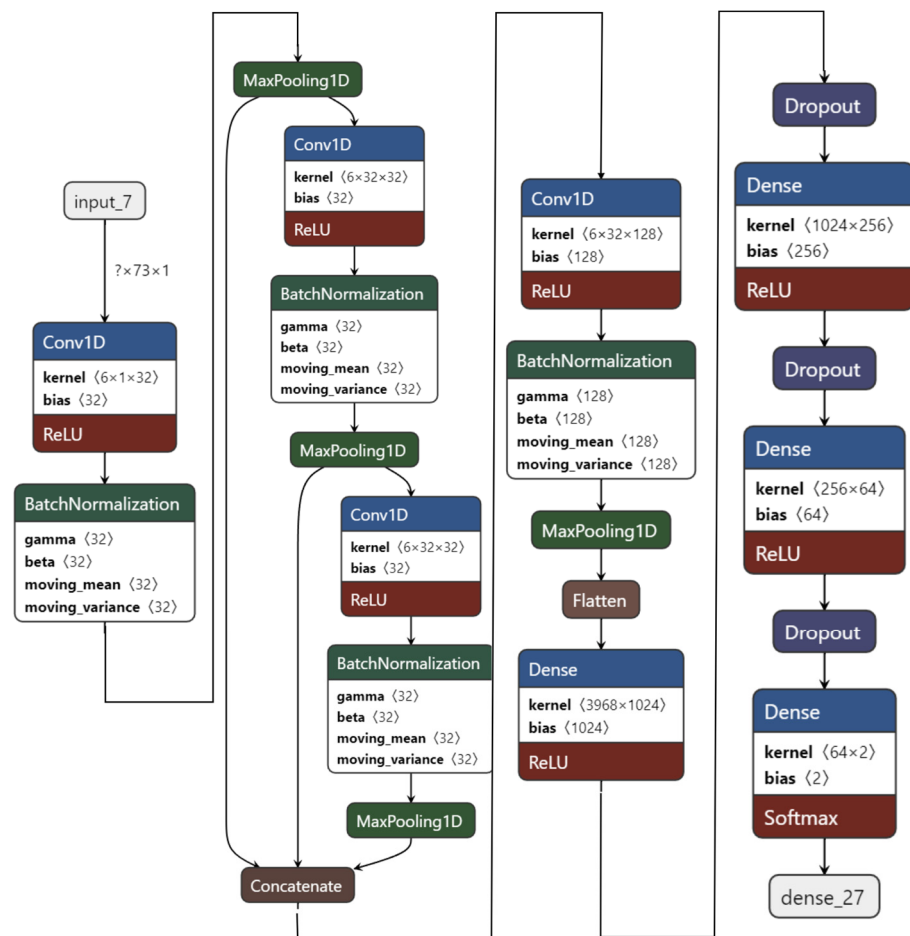 input_7
?×73×1
Conv1D
kernel ⟨6×1×32⟩
bias ⟨32⟩
ReLU
BatchNormalization
gamma ⟨32⟩
beta ⟨32⟩
moving_mean ⟨32⟩
moving_variance ⟨32⟩
MaxPooling1D
Conv1D
kernel ⟨6×32×32⟩
bias ⟨32⟩
ReLU
BatchNormalization
gamma ⟨32⟩
beta ⟨32⟩
moving_mean ⟨32⟩
moving_variance ⟨32⟩
MaxPooling1D
Conv1D
kernel ⟨6×32×32⟩
bias ⟨32⟩
ReLU
BatchNormalization
gamma ⟨32⟩
beta ⟨32⟩
moving_mean ⟨32⟩
moving_variance ⟨32⟩
MaxPooling1D
Concatenate
Conv1D
kernel ⟨6×32×128⟩
bias ⟨128⟩
ReLU
BatchNormalization
gamma ⟨128⟩
beta ⟨128⟩
moving_mean ⟨128⟩
moving_variance ⟨128⟩
MaxPooling1D
Flatten
Dense
kernel ⟨3968×1024⟩
bias ⟨1024⟩
ReLU
Dropout
Dense
kernel ⟨1024×256⟩
bias ⟨256⟩
ReLU
Dropout
Dense
kernel ⟨256×64⟩
bias ⟨64⟩
ReLU
Dropout
Dense
kernel ⟨64×2⟩
bias ⟨2⟩
Softmax
dense_27